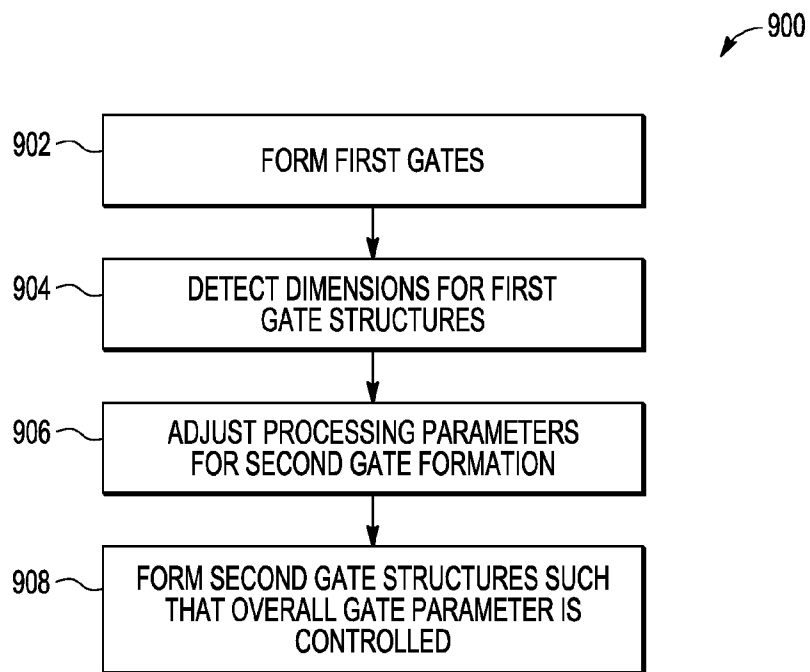 900
902
FORM FIRST GATES
904
DETECT DIMENSIONS FOR FIRST
GATE STRUCTURES
906
ADJUST PROCESSING PARAMETERS
FOR SECOND GATE FORMATION
908
FORM SECOND GATE STRUCTURES SUCH
THAT OVERALL GATE PARAMETER IS
CONTROLLED